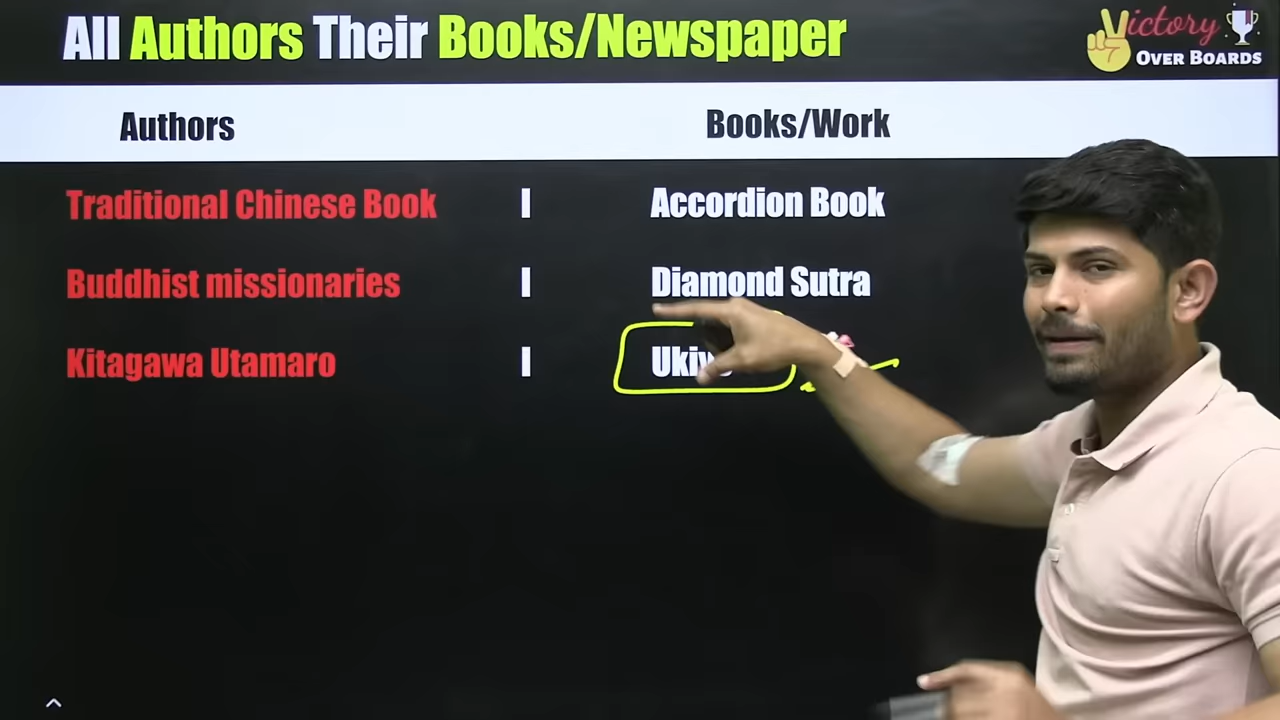 All Authors Their Books/Newspaper
Victory
OVER BOARDS
Authors Books/Work
Traditional Chinese Book | Accordion Book
Buddhist missionaries | Diamond Sutra
Kitagawa Utamaro |